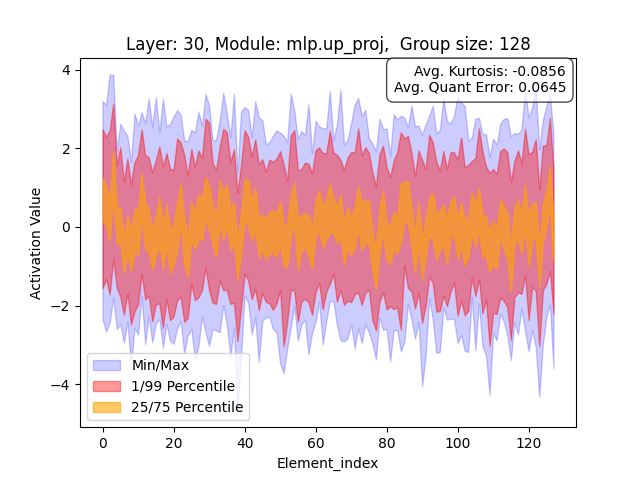 Layer: 30, Module: mlp.up_proj,  Group size: 128
Avg. Kurtosis: -0.0856
Avg. Quant Error: 0.0645
Activation Value
4
2
0
−2
−4
Min/Max
1/99 Percentile
25/75 Percentile
0 20 40 60 80 100 120
Element_index